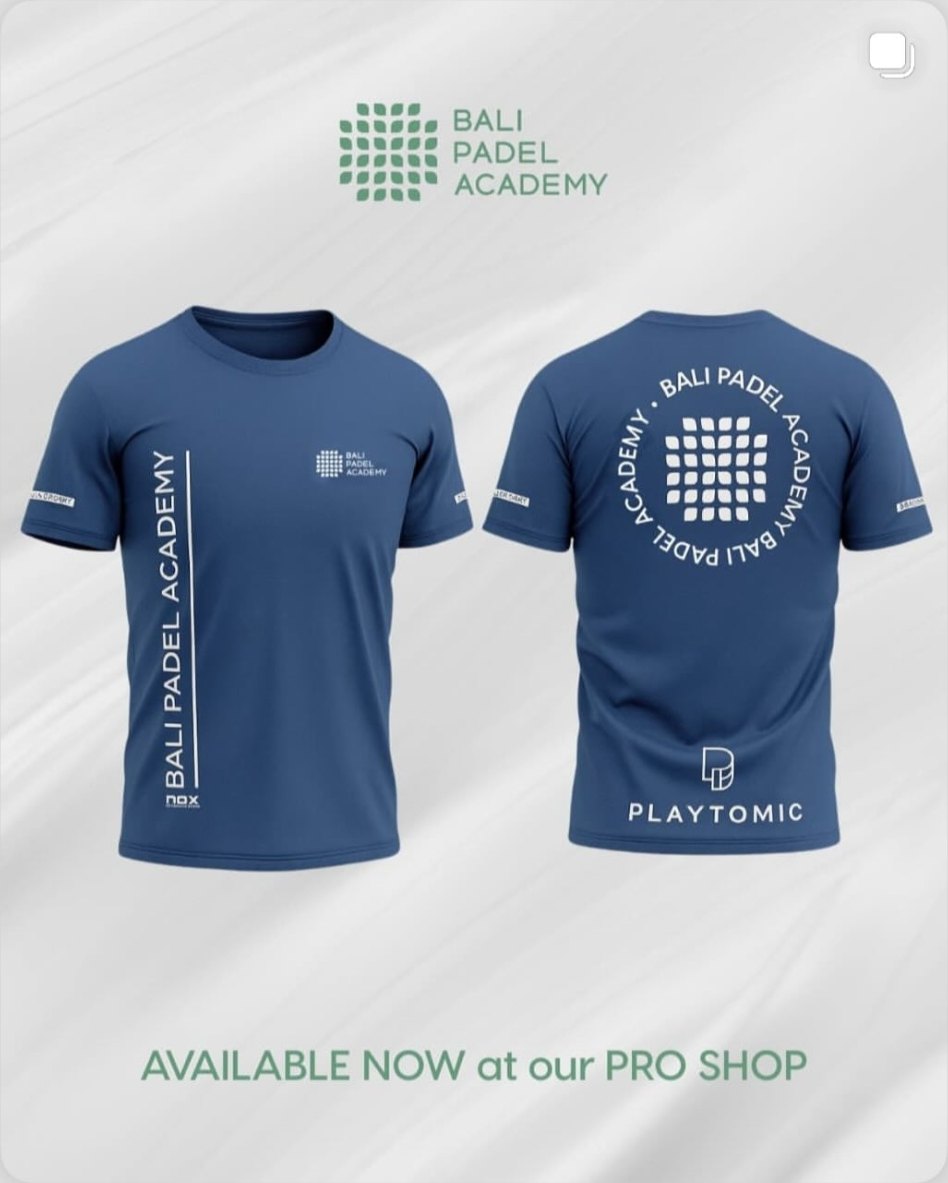 BALI
PADEL
ACADEMY
BALI PADEL ACADEMY
BALI
PADEL
ACADEMY
nox
BALI PADEL ACADEMY BALI PADEL ACADEMY •
PLAYTOMIC
AVAILABLE NOW at our PRO SHOP